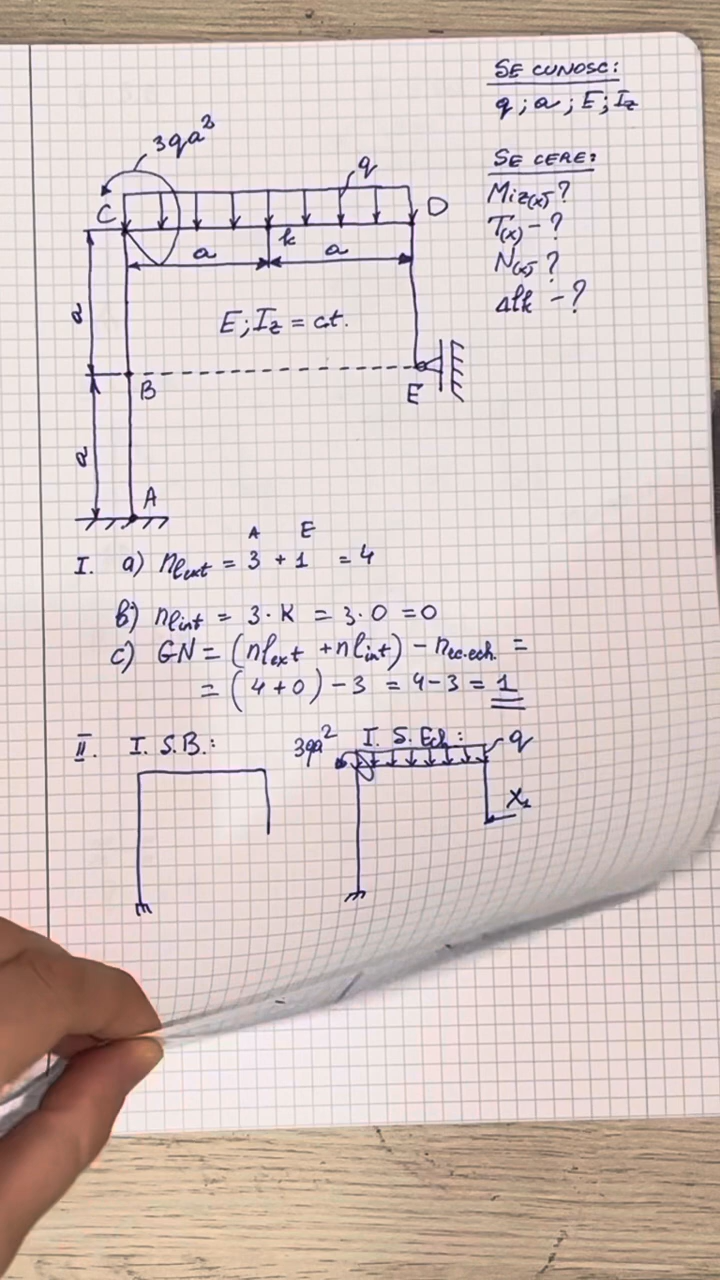 SE CUNOSC:
q ; a ; E ; Iz
SE CERE:
Miz(x) - ?
T(x) - ?
N(x) - ?
Δlk - ?
3qa²
q
C
D
k
a
a
a
E; Iz = ct.
B
E
a
A
A E
I. a) nlext = 3 + 1 = 4
b) nlint = 3 · K = 3 · 0 = 0
c) GN = (nlext + nlint) - nec.ech. =
= (4 + 0) - 3 = 4 - 3 = 1
II. I. S.B.:
I. S. Ech.:
3qa²
q
X1